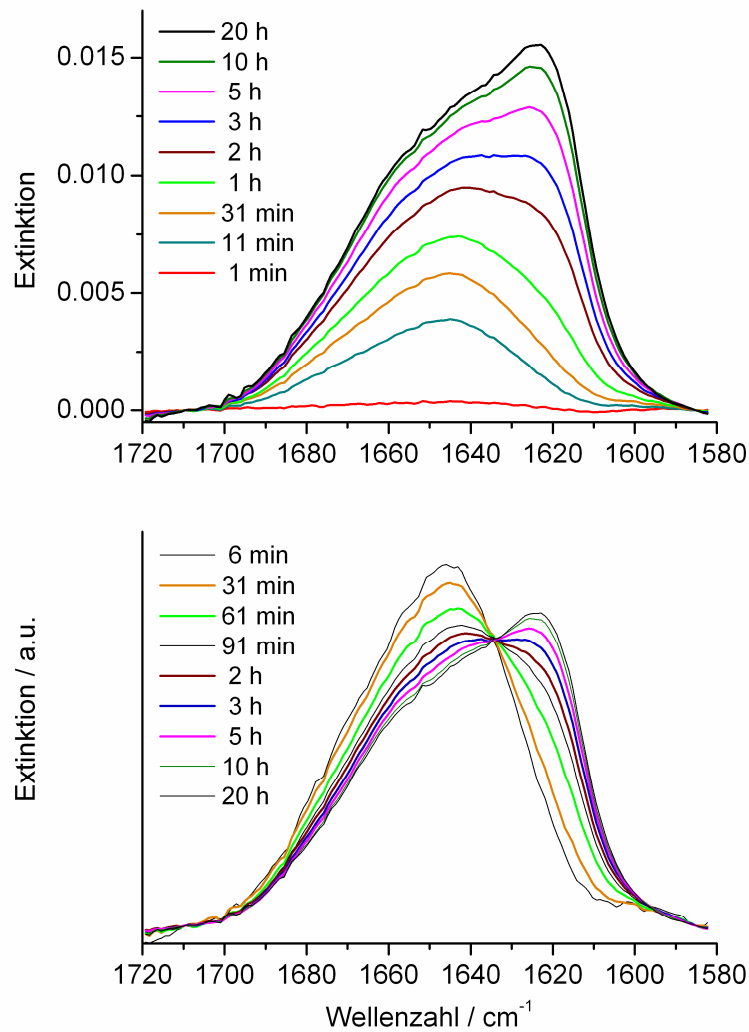 20 h
10 h
5 h
3 h
2 h
1 h
31 min
11 min
1 min
Extinktion
0.015
0.010
0.005
0.000
1720 1700 1680 1660 1640 1620 1600 1580
6 min
31 min
61 min
91 min
2 h
3 h
5 h
10 h
20 h
Extinktion / a.u.
1720 1700 1680 1660 1640 1620 1600 1580
Wellenzahl / cm⁻¹